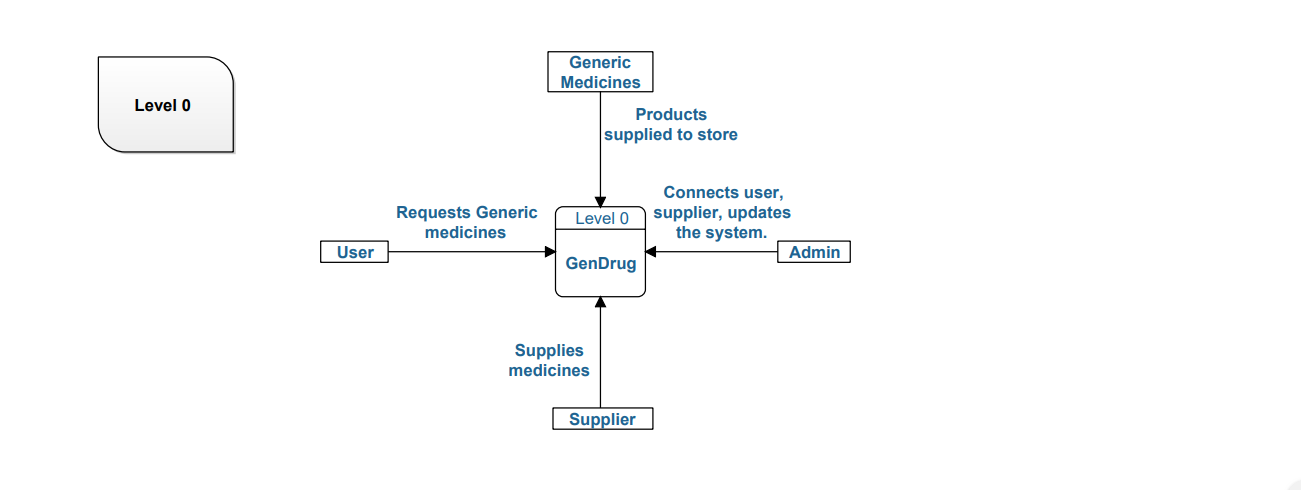 Level 0
Generic
Medicines
Products
supplied to store
Requests Generic
medicines
Level 0
Connects user,
supplier, updates
the system.
User
GenDrug
Admin
Supplies
medicines
Supplier